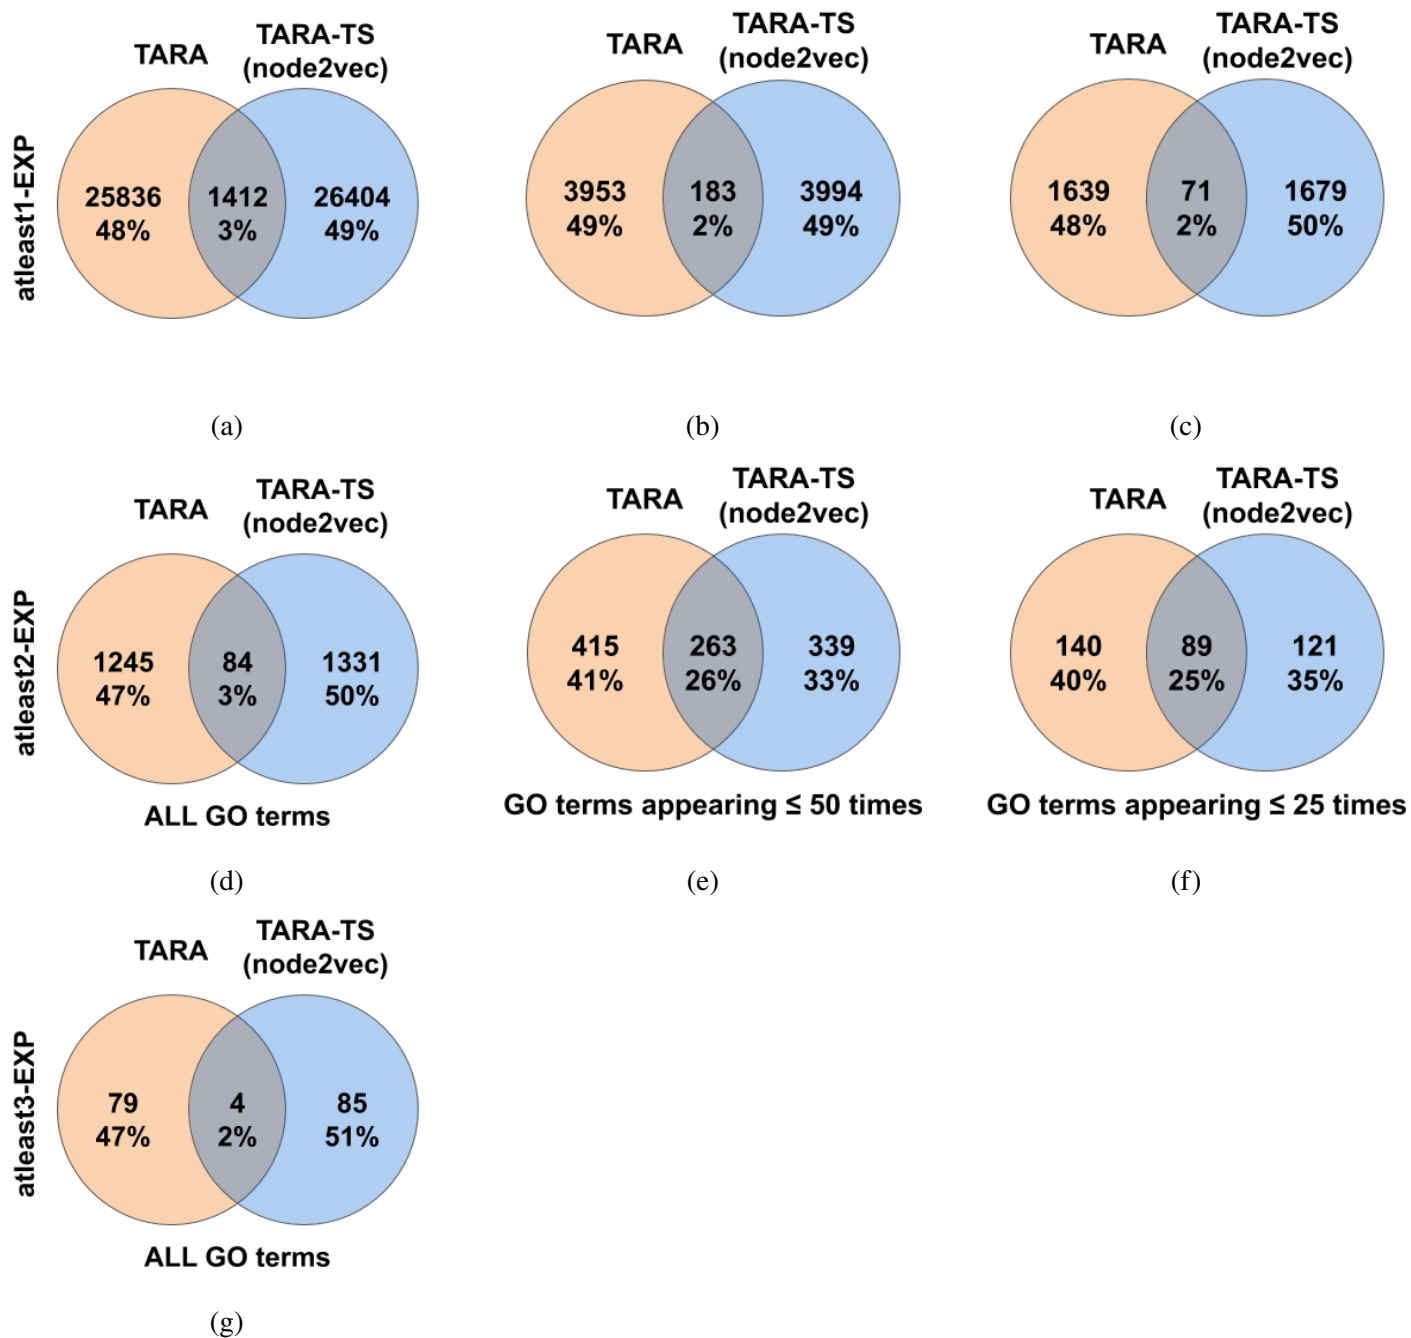 TARA
TARA-TS
(node2vec)
TARA
TARA-TS
(node2vec)
TARA
TARA-TS
(node2vec)
atleast1-EXP
25836
48%
1412
3%
26404
49%
3953
49%
183
2%
3994
49%
1639
48%
71
2%
1679
50%
(a)
(b)
(c)
TARA
TARA-TS
(node2vec)
TARA
TARA-TS
(node2vec)
TARA
TARA-TS
(node2vec)
atleast2-EXP
1245
47%
84
3%
1331
50%
415
41%
263
26%
339
33%
140
40%
89
25%
121
35%
ALL GO terms
GO terms appearing ≤ 50 times
GO terms appearing ≤ 25 times
(d)
(e)
(f)
TARA
TARA-TS
(node2vec)
atleast3-EXP
79
47%
4
2%
85
51%
ALL GO terms
(g)